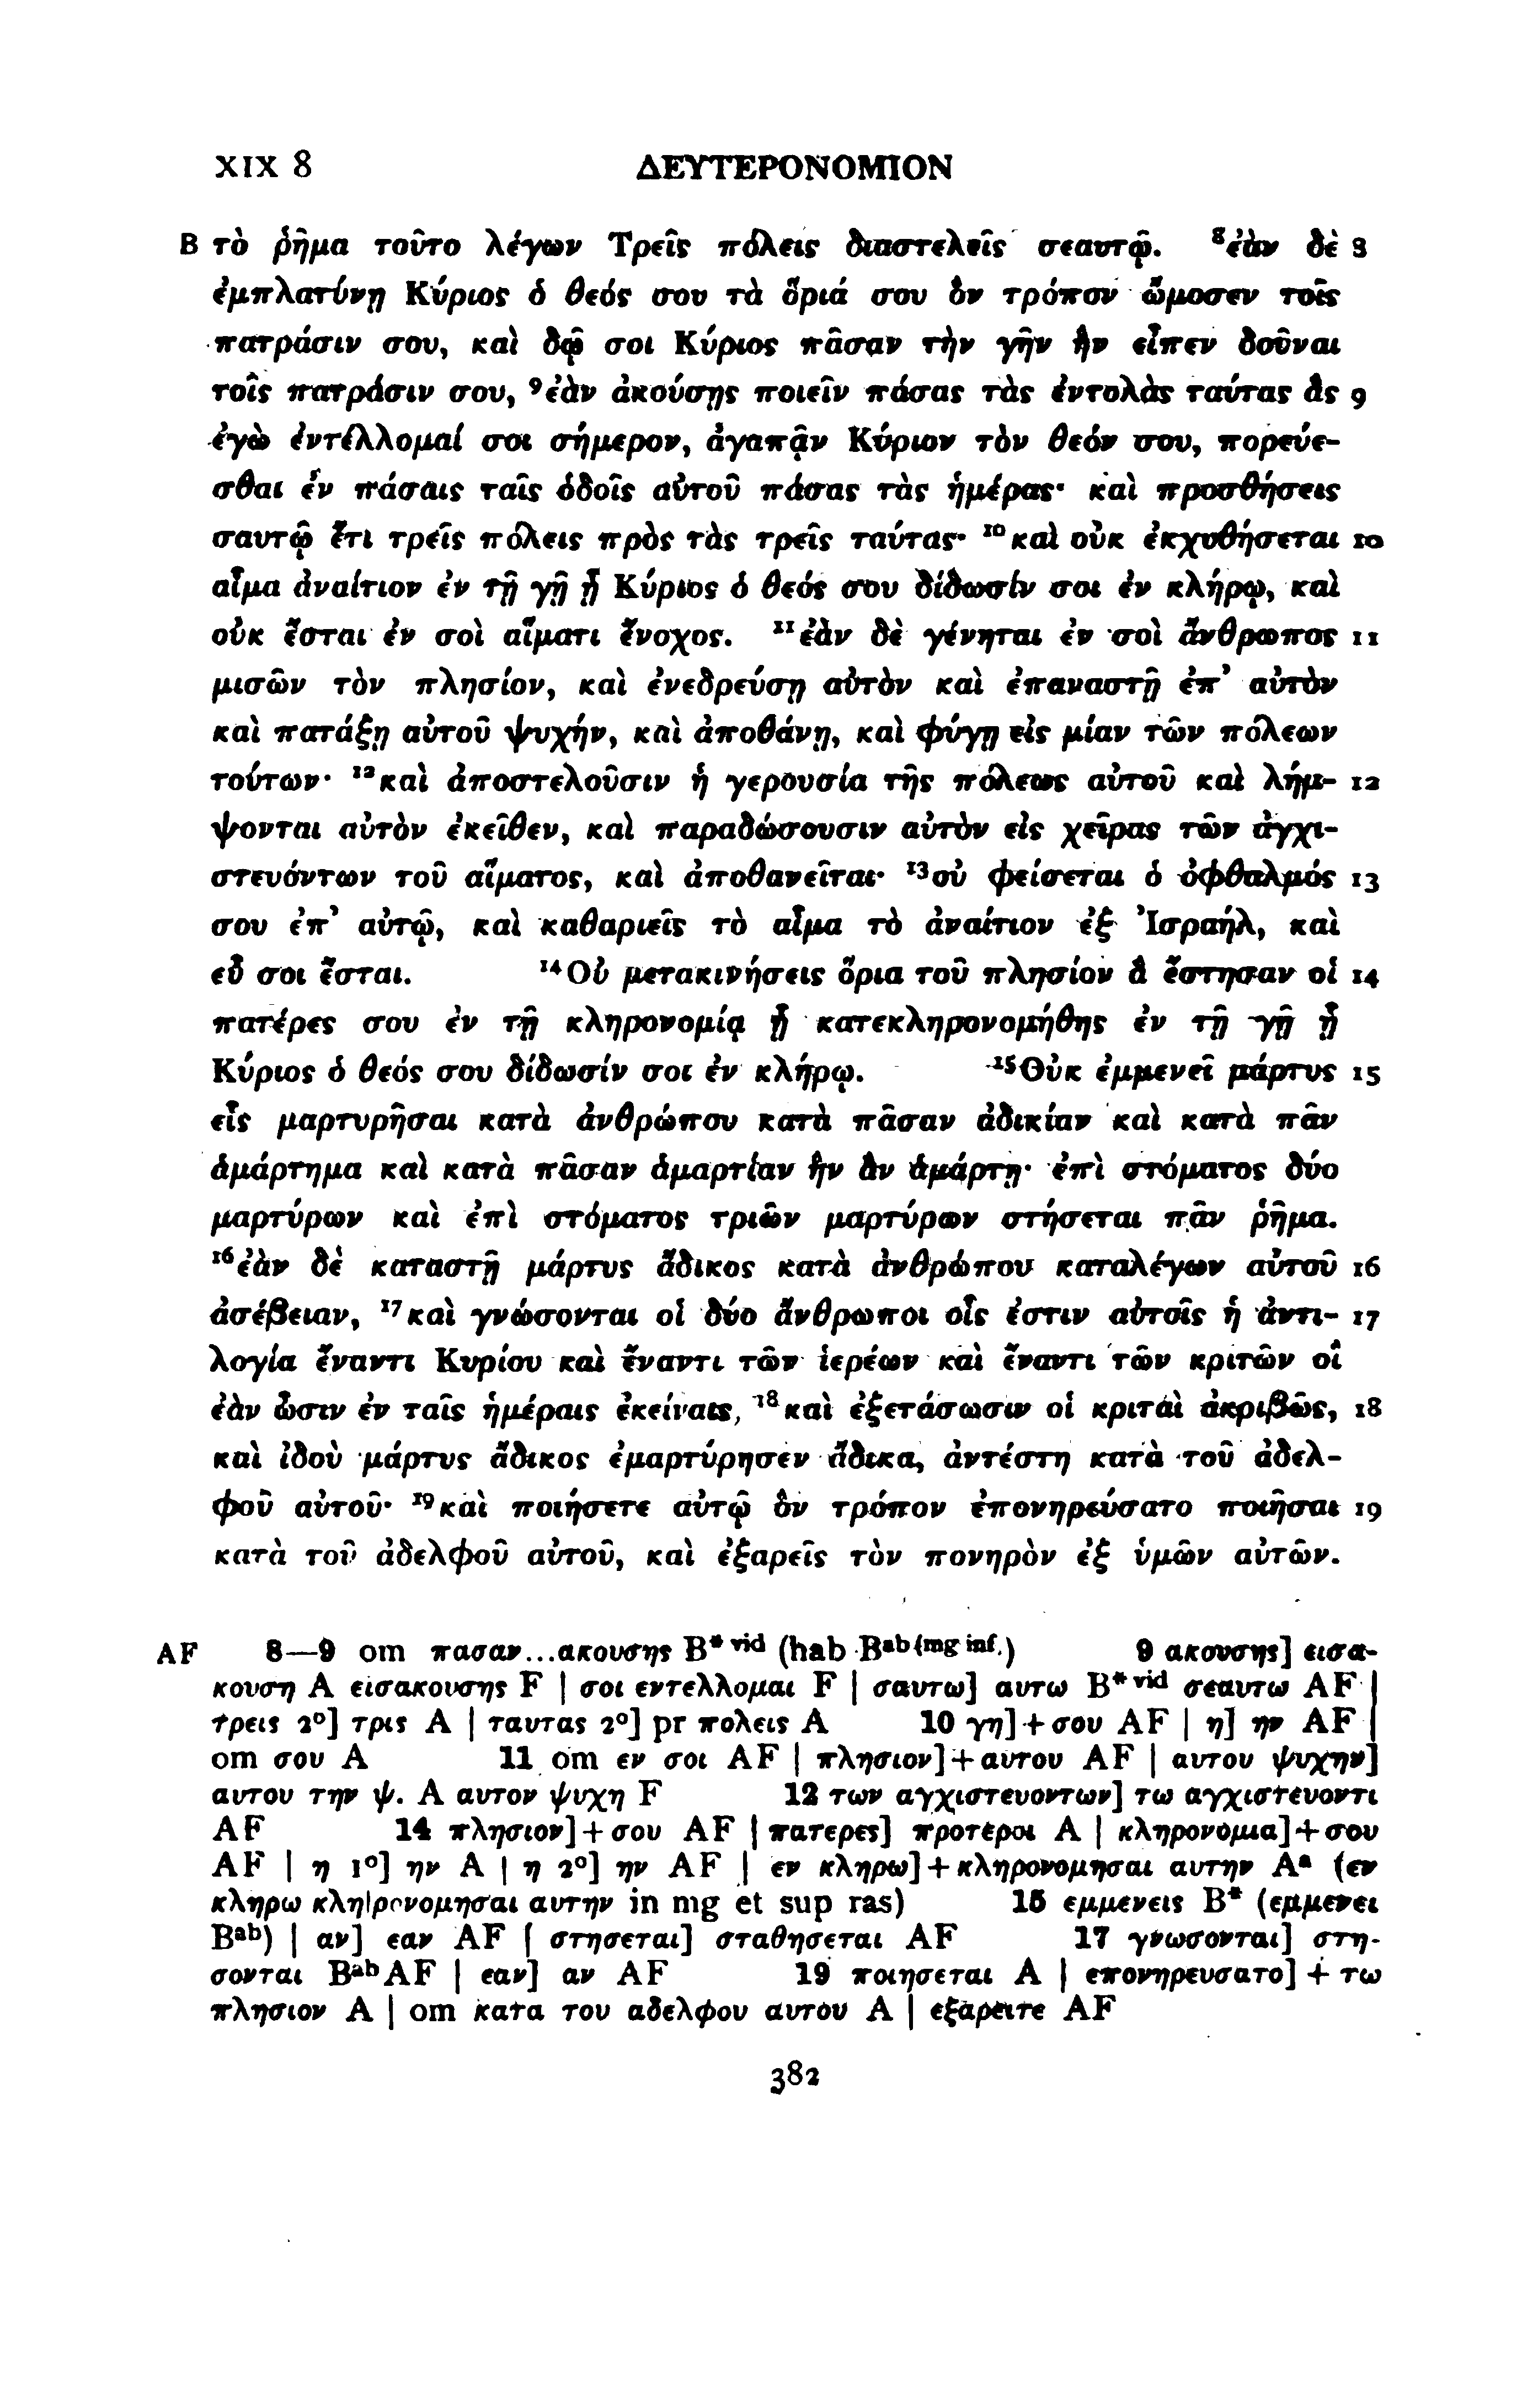 XIX 8 ΔΕΥΤΕΡΟΝΟΜΙΟΝ
B τὸ ῥῆμα τοῦτο λέγων Τρεῖς πόλεις διαστελεῖς σεαυτῷ. ⁸ἐὰν δὲ 8
ἐμπλατύνῃ Κύριος ὁ θεός σου τὰ ὅριά σου ὃν τρόπον ὤμοσεν τοῖς
πατράσιν σου, καὶ δῷ σοι Κύριος πᾶσαν τὴν γῆν ἣν εἶπεν δοῦναι
τοῖς πατράσιν σου, ⁹ἐὰν ἀκούσῃς ποιεῖν πάσας τὰς ἐντολὰς ταύτας ἃς 9
ἐγὼ ἐντέλλομαί σοι σήμερον, ἀγαπᾷν Κύριον τὸν θεόν σου, πορεύε-
σθαι ἐν πάσαις ταῖς ὁδοῖς αὐτοῦ πάσας τὰς ἡμέρας· καὶ προσθήσεις
σαυτῷ ἔτι τρεῖς πόλεις πρὸς τὰς τρεῖς ταύτας· ¹⁰καὶ οὐκ ἐκχυθήσεται 10
αἷμα ἀναίτιον ἐν τῇ γῇ ᾗ Κύριος ὁ θεός σου δίδωσίν σοι ἐν κλήρῳ, καὶ
οὐκ ἔσται ἐν σοὶ αἵματι ἔνοχος. ¹¹ἐὰν δὲ γένηται ἐν σοὶ ἄνθρωπος 11
μισῶν τὸν πλησίον, καὶ ἐνεδρεύσῃ αὐτὸν καὶ ἐπαναστῇ ἐπ᾽ αὐτὸν
καὶ πατάξῃ αὐτοῦ ψυχήν, καὶ ἀποθάνῃ, καὶ φύγῃ εἰς μίαν τῶν πόλεων
τούτων· ¹²καὶ ἀποστελοῦσιν ἡ γερουσία τῆς πόλεως αὐτοῦ καὶ λήμ- 12
ψονται αὐτὸν ἐκεῖθεν, καὶ παραδώσουσιν αὐτὸν εἰς χεῖρας τῶν ἀγχι-
στευόντων τοῦ αἵματος, καὶ ἀποθανεῖται· ¹³οὐ φείσεται ὁ ὀφθαλμός 13
σου ἐπ᾽ αὐτῷ, καὶ καθαριεῖς τὸ αἷμα τὸ ἀναίτιον ἐξ Ἰσραήλ, καὶ
εὖ σοι ἔσται. ¹⁴Οὐ μετακινήσεις ὅρια τοῦ πλησίον ἃ ἔστησαν οἱ 14
πατέρες σου ἐν τῇ κληρονομίᾳ ᾗ κατεκληρονομήθης ἐν τῇ γῇ ᾗ
Κύριος ὁ θεός σου δίδωσίν σοι ἐν κλήρῳ. ¹⁵Οὐκ ἐμμενεῖ μάρτυς 15
εἷς μαρτυρῆσαι κατὰ ἀνθρώπου κατὰ πᾶσαν ἀδικίαν καὶ κατὰ πᾶν
ἁμάρτημα καὶ κατὰ πᾶσαν ἁμαρτίαν ἣν ἂν ἁμάρτῃ· ἐπὶ στόματος δύο
μαρτύρων καὶ ἐπὶ στόματος τριῶν μαρτύρων στήσεται πᾶν ῥῆμα.
¹⁶ἐὰν δὲ καταστῇ μάρτυς ἄδικος κατὰ ἀνθρώπου καταλέγων αὐτοῦ 16
ἀσέβειαν, ¹⁷καὶ γνώσονται οἱ δύο ἄνθρωποι οἷς ἐστιν αὐτοῖς ἡ ἀντι- 17
λογία ἔναντι Κυρίου καὶ ἔναντι τῶν ἱερέων καὶ ἔναντι τῶν κριτῶν οἳ
ἐὰν ὦσιν ἐν ταῖς ἡμέραις ἐκείναις, ¹⁸καὶ ἐξετάσωσιν οἱ κριταὶ ἀκριβῶς, 18
καὶ ἰδοὺ μάρτυς ἄδικος ἐμαρτύρησεν ἄδικα, ἀντέστη κατὰ τοῦ ἀδελ-
φοῦ αὐτοῦ· ¹⁹καὶ ποιήσετε αὐτῷ ὃν τρόπον ἐπονηρεύσατο ποιῆσαι 19
κατὰ τοῦ ἀδελφοῦ αὐτοῦ, καὶ ἐξαρεῖς τὸν πονηρὸν ἐξ ὑμῶν αὐτῶν.
AF 8—9 om πασαν...ακουσης B*ᵛⁱᵈ (hab Bᵃᵇ⁽ᵐᵍ ⁱⁿᶠ·⁾) 9 ακουσης] εισα-
κουση A εισακουσης F | σοι εντελλομαι F | σαυτω] αυτω B*ᵛⁱᵈ σεαυτω AF |
τρεις 2°] τρις A | ταυτας 2°] pr πολεις A 10 γη]+σου AF | η] ην AF |
om σου A 11 om εν σοι AF | πλησιον]+αυτου AF | αυτου ψυχην]
αυτου την ψ. A αυτον ψυχη F 12 των αγχιστευοντων] τω αγχιστευοντι
AF 14 πλησιον]+σου AF | πατερες] προτεροι A | κληρονομια]+σου
AF | η 1°] ην A | η 2°] ην AF | εν κληρω]+κληρονομησαι αυτην Aᵃ (εν
κληρω κλη|ρονομησαι αυτην in mg et sup ras) 15 εμμενεις B* (εμμενει
Bᵃᵇ) | αν] εαν AF | στησεται] σταθησεται AF 17 γνωσονται] στη-
σονται BᵃᵇAF | εαν] αν AF 19 ποιησεται A | επονηρευσατο]+τω
πλησιον A | om κατα του αδελφου αυτου A | εξαρειτε AF
382